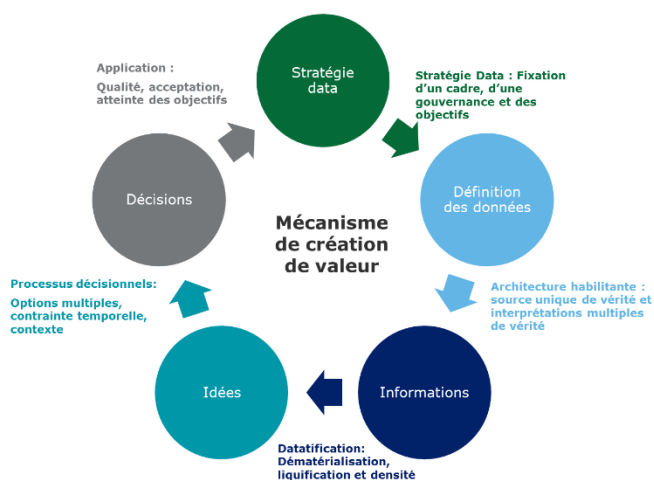 Stratégie
data
Stratégie Data : Fixation
d'un cadre, d'une
gouvernance et des
objectifs
Définition
des données
Architecture habilitante :
source unique de vérité et
interprétations multiples
de vérité
Informations
Datatification:
Dématérialisation,
liquification et densité
Idées
Processus décisionnels:
Options multiples,
contrainte temporelle,
contexte
Décisions
Application :
Qualité, acceptation,
atteinte des objectifs
Mécanisme
de création
de valeur